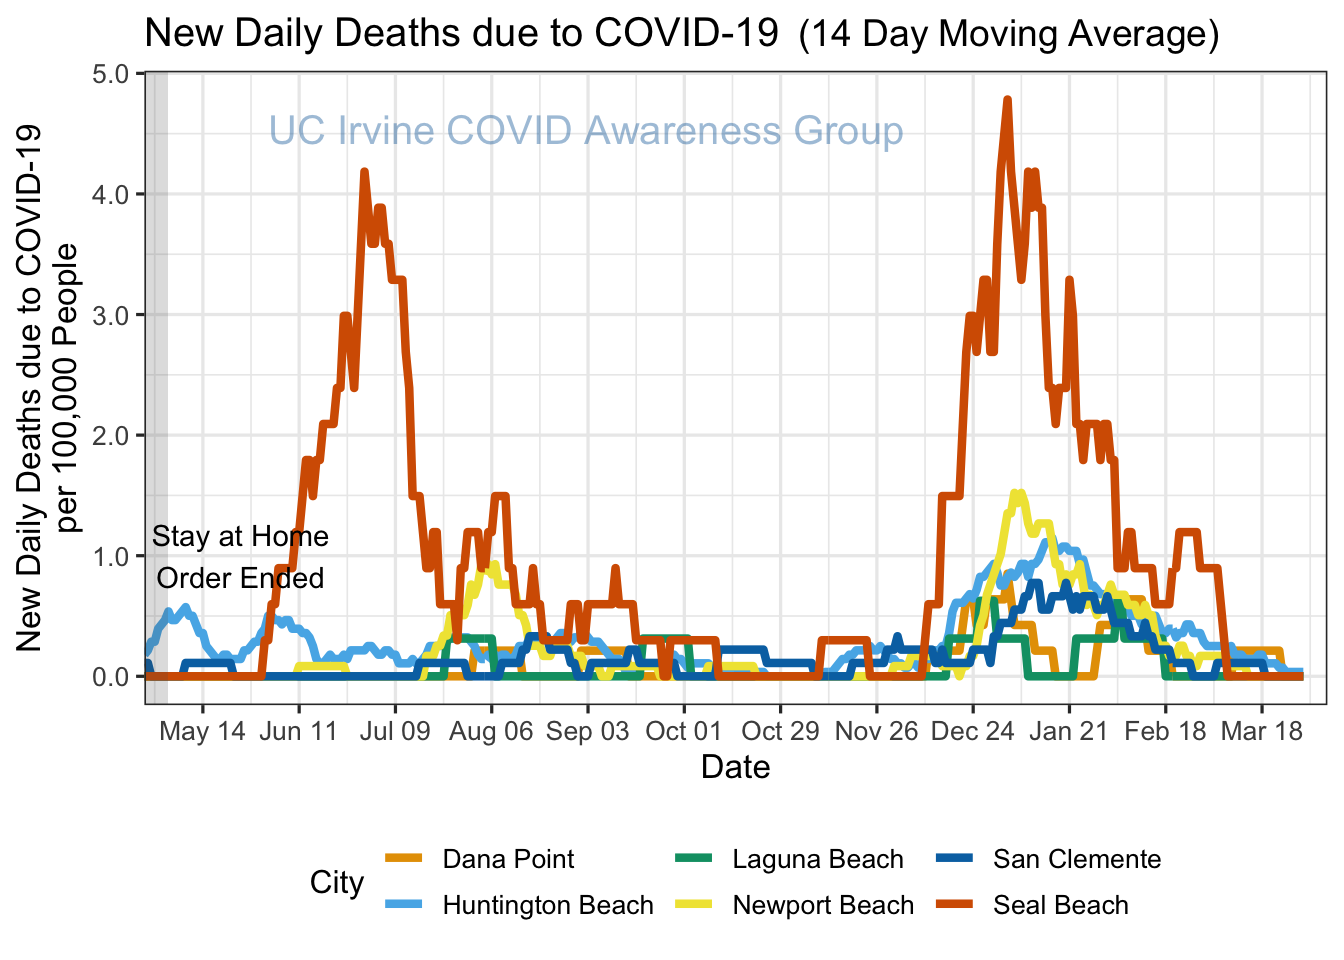 New Daily Deaths due to COVID-19 (14 Day Moving Average)
New Daily Deaths due to COVID-19
per 100,000 People
5.0
4.0
3.0
2.0
1.0
0.0
UC Irvine COVID Awareness Group
Stay at Home
Order Ended
May 14 Jun 11 Jul 09 Aug 06 Sep 03 Oct 01 Oct 29 Nov 26 Dec 24 Jan 21 Feb 18 Mar 18
Date
City
Dana Point Laguna Beach San Clemente
Huntington Beach Newport Beach Seal Beach